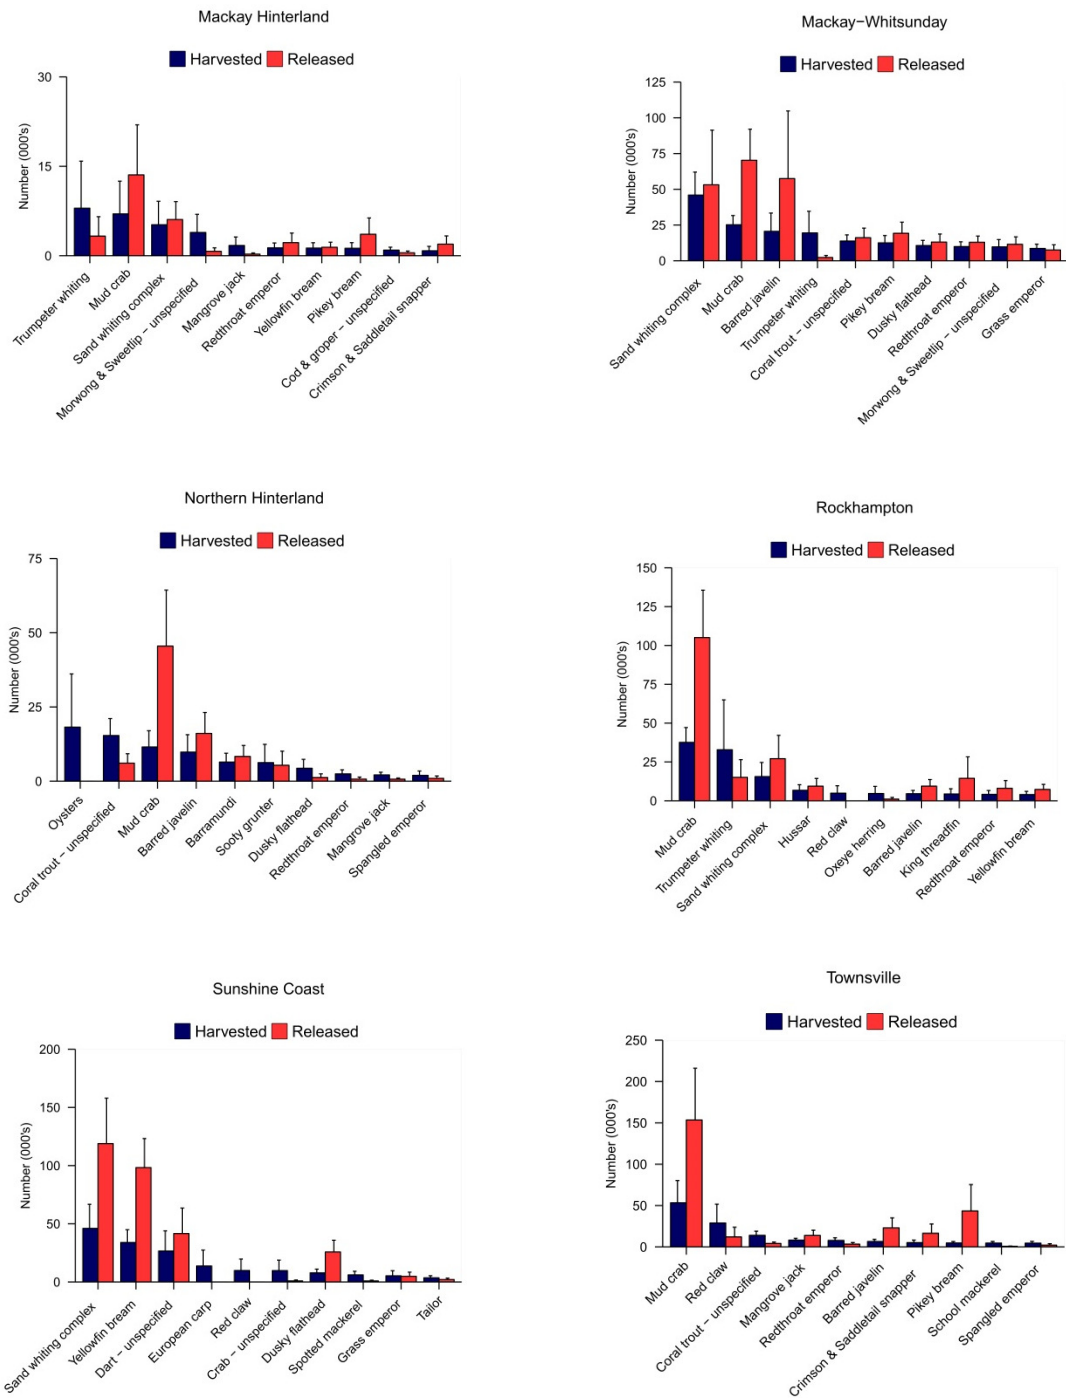 Mackay Hinterland
Harvested Released
Number (000's)
30
15
0
Trumpeter whiting
Mud crab
Sand whiting complex
Morwong & Sweetlip − unspecified
Mangrove jack
Redthroat emperor
Yellowfin bream
Pikey bream
Cod & groper − unspecified
Crimson & Saddletail snapper
Mackay−Whitsunday
Harvested Released
Number (000's)
125
100
75
50
25
0
Sand whiting complex
Mud crab
Barred javelin
Trumpeter whiting
Coral trout − unspecified
Pikey bream
Dusky flathead
Redthroat emperor
Morwong & Sweetlip − unspecified
Grass emperor
Northern Hinterland
Harvested Released
Number (000's)
75
50
25
0
Oysters
Coral trout − unspecified
Mud crab
Barred javelin
Barramundi
Sooty grunter
Dusky flathead
Redthroat emperor
Mangrove jack
Spangled emperor
Rockhampton
Harvested Released
Number (000's)
150
125
100
75
50
25
0
Mud crab
Trumpeter whiting
Sand whiting complex
Hussar
Red claw
Oxeye herring
Barred javelin
King threadfin
Redthroat emperor
Yellowfin bream
Sunshine Coast
Harvested Released
Number (000's)
200
150
100
50
0
Sand whiting complex
Yellowfin bream
Dart − unspecified
European carp
Red claw
Crab − unspecified
Dusky flathead
Spotted mackerel
Grass emperor
Tailor
Townsville
Harvested Released
Number (000's)
250
200
150
100
50
0
Mud crab
Red claw
Coral trout − unspecified
Mangrove jack
Redthroat emperor
Barred javelin
Crimson & Saddletail snapper
Pikey bream
School mackerel
Spangled emperor